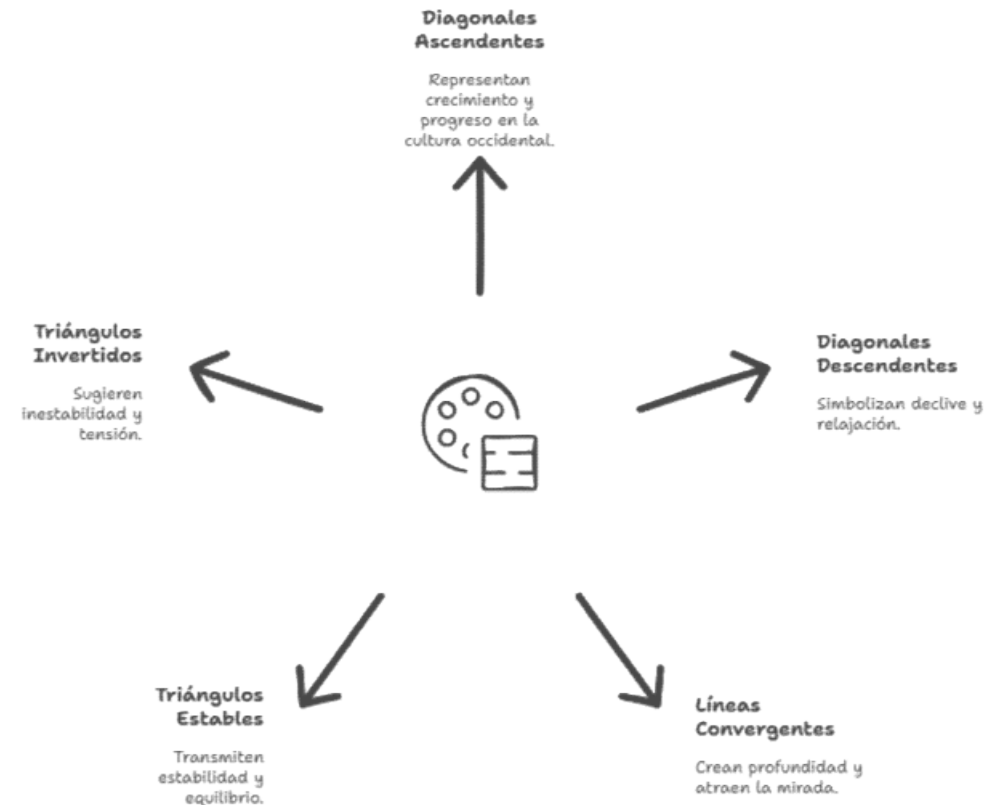 Diagonales
Ascendentes
Representan
crecimiento y
progreso en la
cultura occidental.
Triángulos
Invertidos
Sugieren
inestabilidad y
tensión.
Diagonales
Descendentes
Simbolizan declive y
relajación.
Triángulos
Estables
Transmiten
estabilidad y
equilibrio.
Líneas
Convergentes
Crean profundidad y
atraen la mirada.